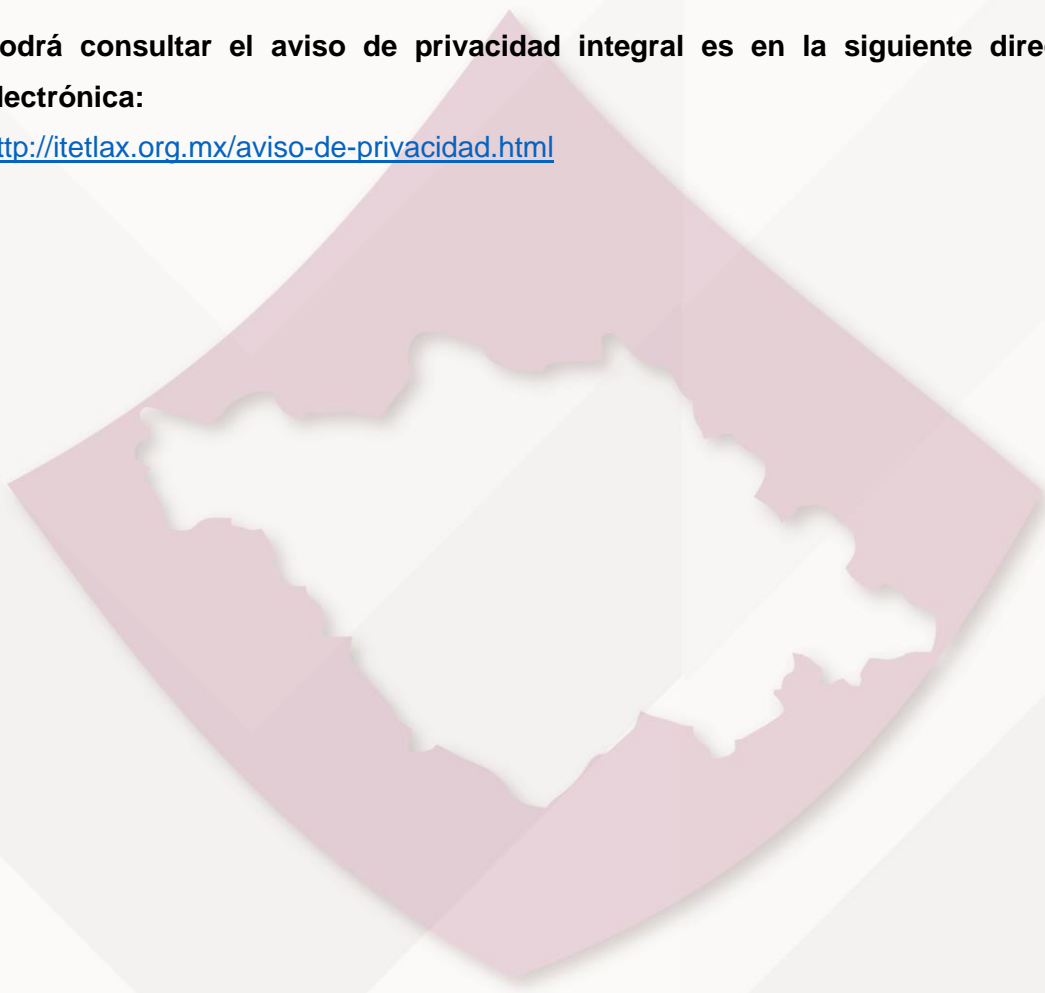 odrá consultar el aviso de privacidad integral es en la siguiente dire
lectrónica:
ttp://itetlax.org.mx/aviso-de-privacidad.html